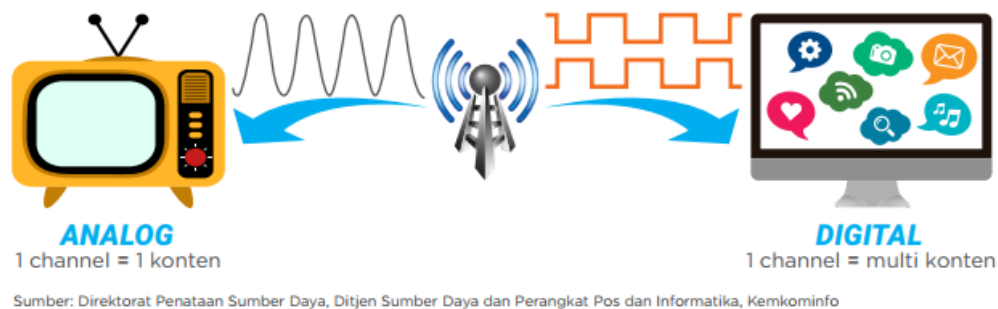 ANALOG
1 channel = 1 konten
DIGITAL
1 channel = multi konten
Sumber: Direktorat Penataan Sumber Daya, Ditjen Sumber Daya dan Perangkat Pos dan Informatika, Kemkominfo